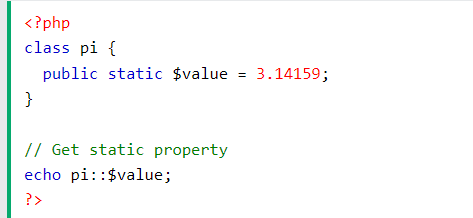 <?php
class pi {
  public static $value = 3.14159;
}

// Get static property
echo pi::$value;
?>